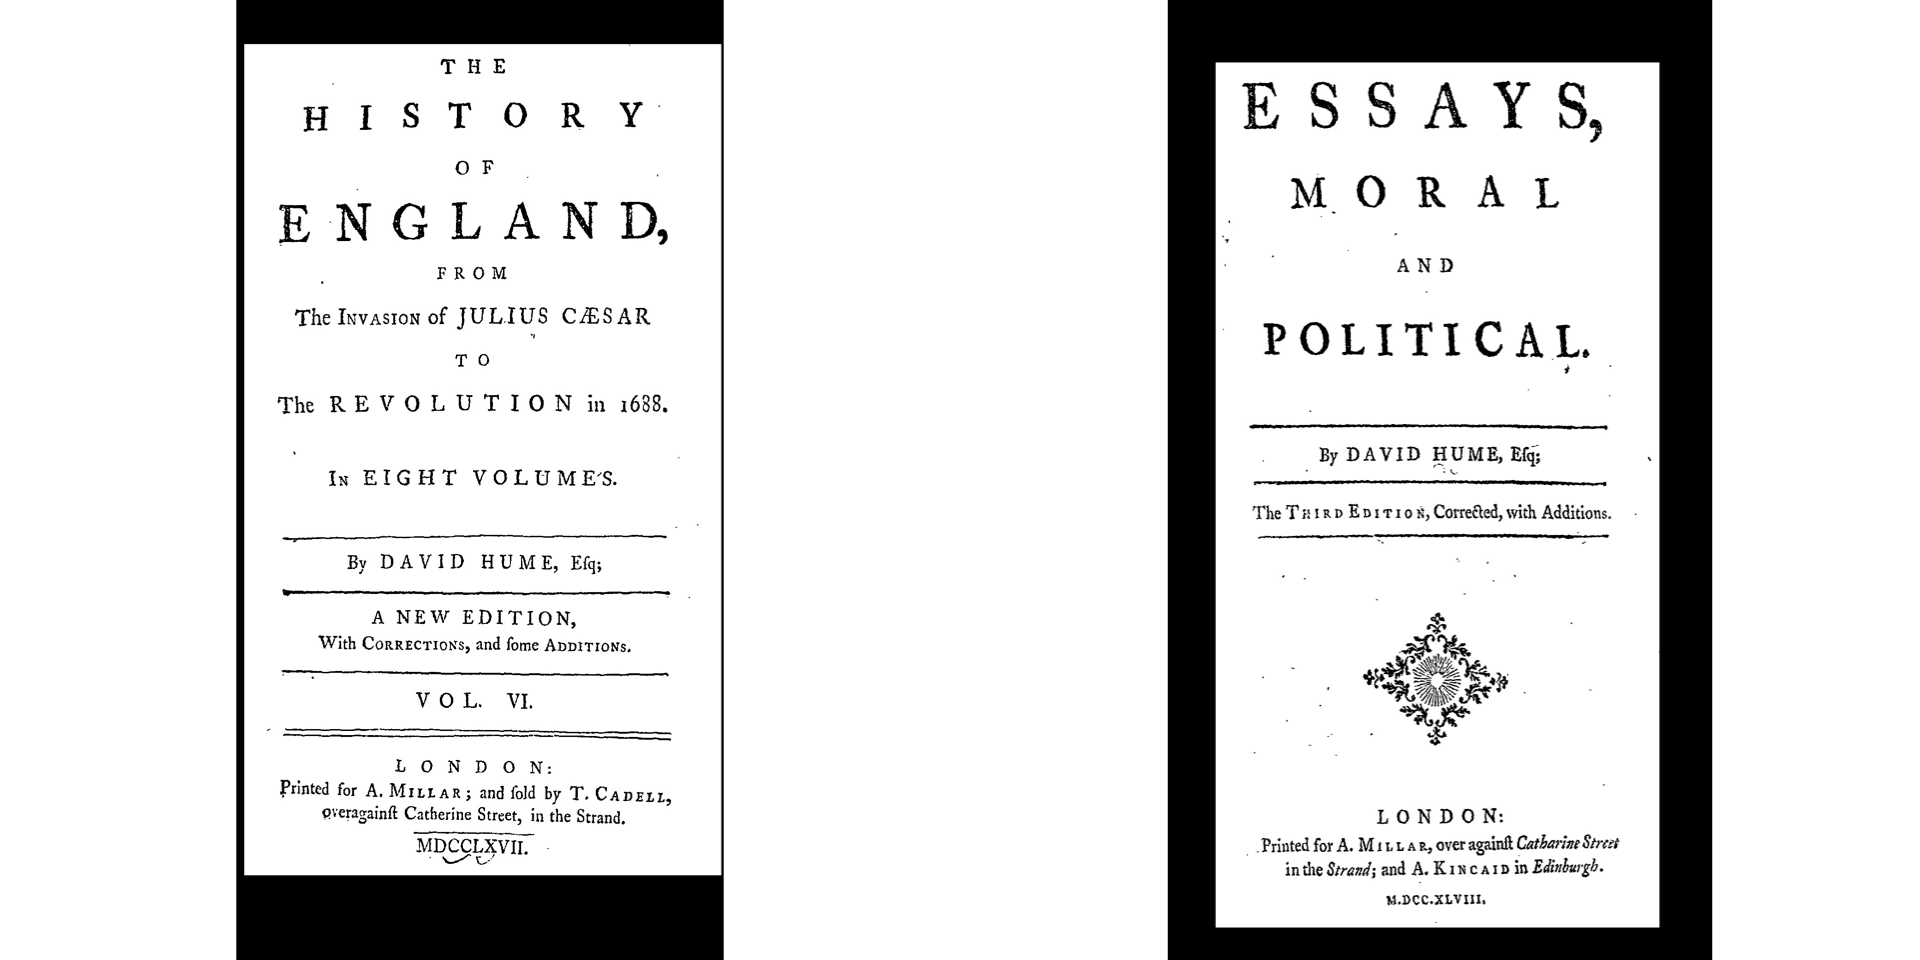 THE
HISTORY
OF
ENGLAND,
FROM
The INVASION of JULIUS CÆSAR
TO
The REVOLUTION in 1688.
IN EIGHT VOLUMES.
By DAVID HUME, Eſq;
A NEW EDITION,
With CORRECTIONS, and ſome ADDITIONS.
VOL. VI.
LONDON:
Printed for A. MILLAR; and ſold by T. CADELL,
overagainſt Catherine Street, in the Strand.
MDCCLXVII.
ESSAYS,
MORAL
AND
POLITICAL.
By DAVID HUME, Eſq;
The THIRD EDITION, Corrected, with Additions.
LONDON:
Printed for A. MILLAR, over againſt Catharine Street
in the Strand; and A. KINCAID in Edinburgh.
M.DCC.XLVIII.